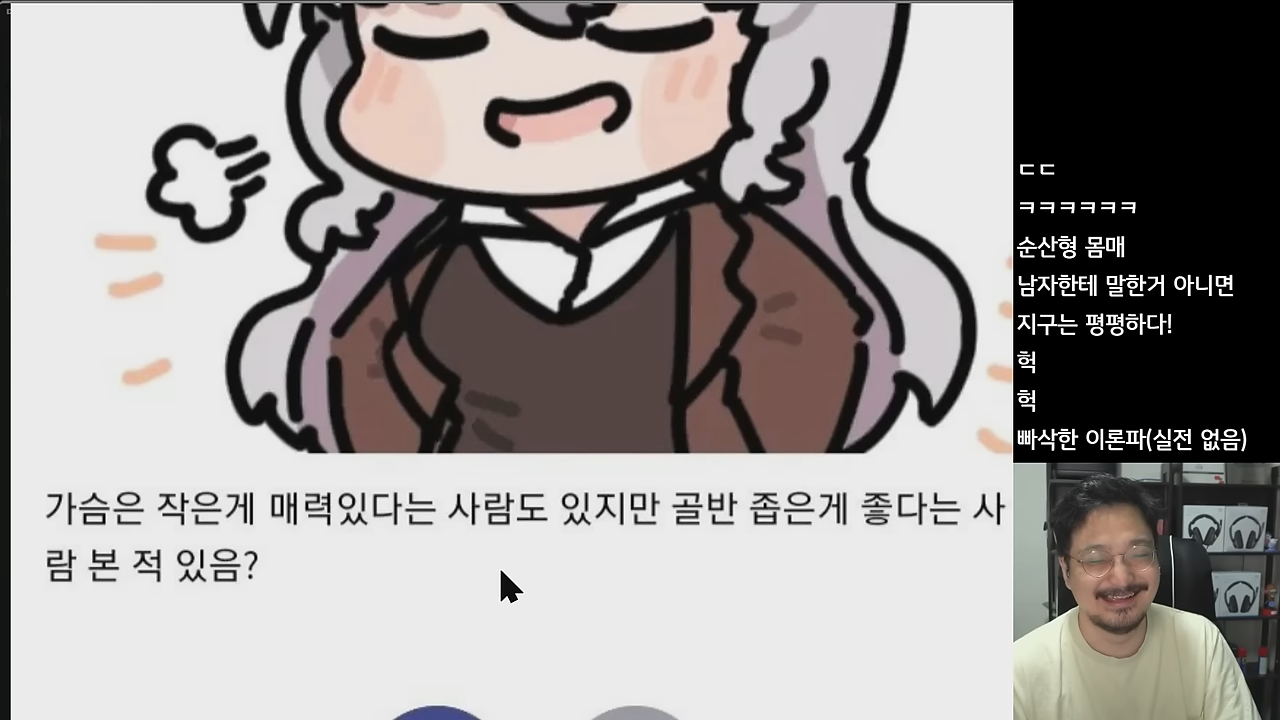 가슴은 작은게 매력있다는 사람도 있지만 골반 좁은게 좋다는 사
람 본 적 있음?
ㄷㄷ
ㅋㅋㅋㅋㅋㅋ
순산형 몸매
남자한테 말한거 아니면
지구는 평평하다!
헉
헉
빠삭한 이론파(실전 없음)